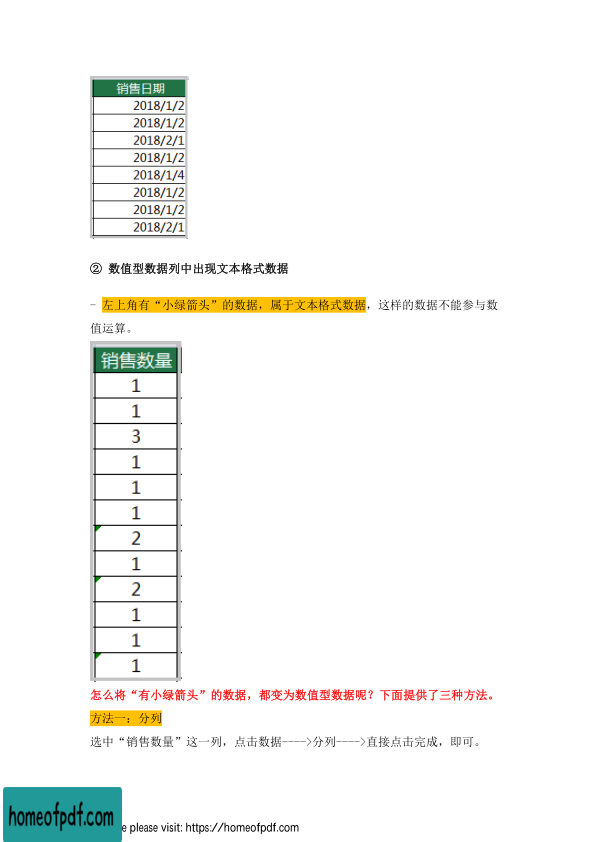 销售日期
2018/1/2
2018/1/2
2018/2/1
2018/1/2
2018/1/4
2018/1/2
2018/1/2
2018/2/1
② 数值型数据列中出现文本格式数据
- 左上角有“小绿箭头”的数据，属于文本格式数据，这样的数据不能参与数
值运算。
销售数量
1
1
3
1
1
1
2
1
2
1
1
1
怎么将“有小绿箭头”的数据，都变为数值型数据呢？下面提供了三种方法。
方法一：分列
选中“销售数量”这一列，点击数据---->分列---->直接点击完成，即可。
homeofpdf.com
please visit: https://homeofpdf.com